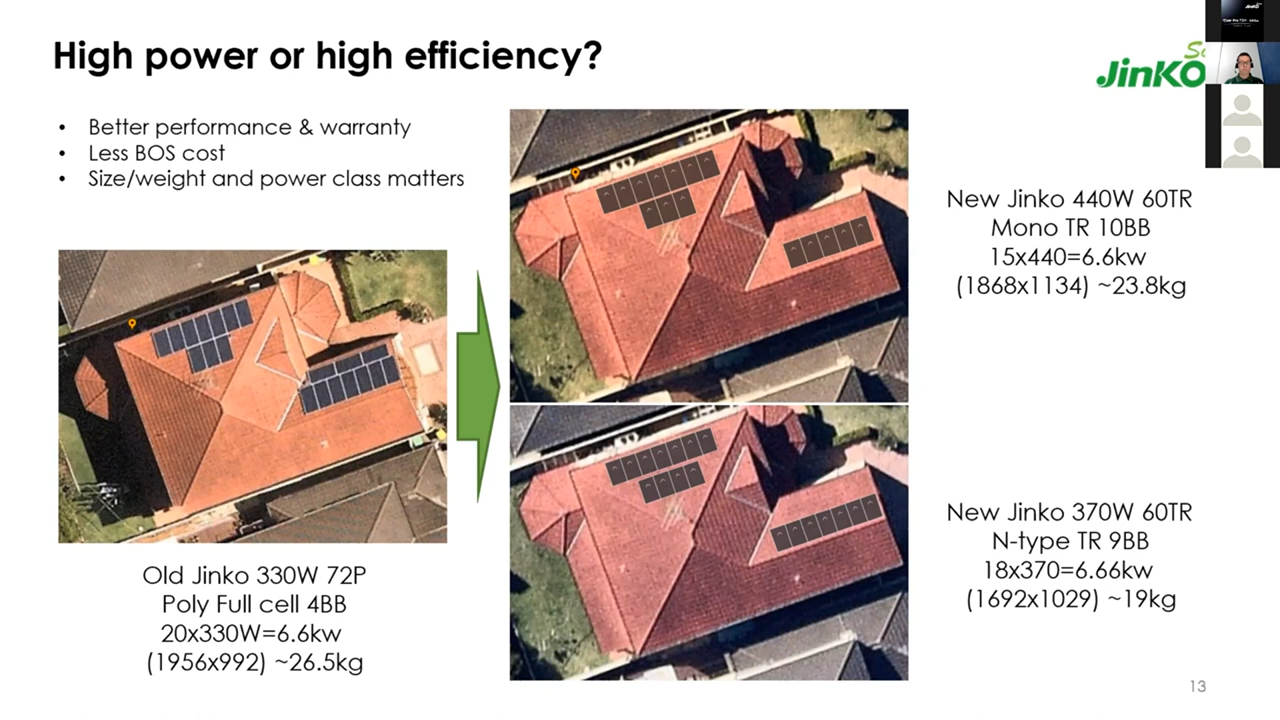 High power or high efficiency?
JinKO
• Better performance & warranty
• Less BOS cost
• Size/weight and power class matters
New Jinko 440W 60TR
Mono TR 10BB
15x440=6.6kw
(1868x1134) ~23.8kg
Old Jinko 330W 72P
Poly Full cell 4BB
20x330W=6.6kw
(1956x992) ~26.5kg
New Jinko 370W 60TR
N-type TR 9BB
18x370=6.66kw
(1692x1029) ~19kg
13